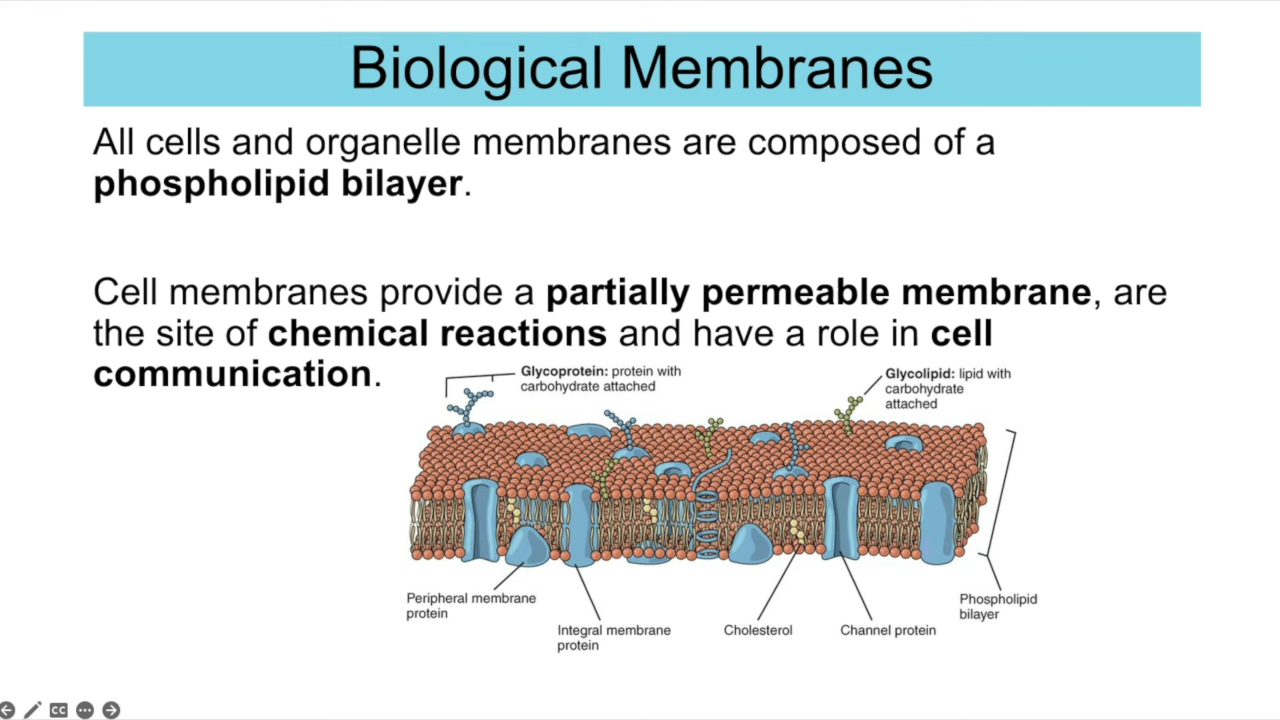 Biological Membranes
All cells and organelle membranes are composed of a
phospholipid bilayer.
Cell membranes provide a partially permeable membrane, are
the site of chemical reactions and have a role in cell
communication.
Glycoprotein: protein with
carbohydrate attached
Glycolipid: lipid with
carbohydrate
attached
Peripheral membrane
protein
Integral membrane
protein
Cholesterol
Channel protein
Phospholipid
bilayer
CC